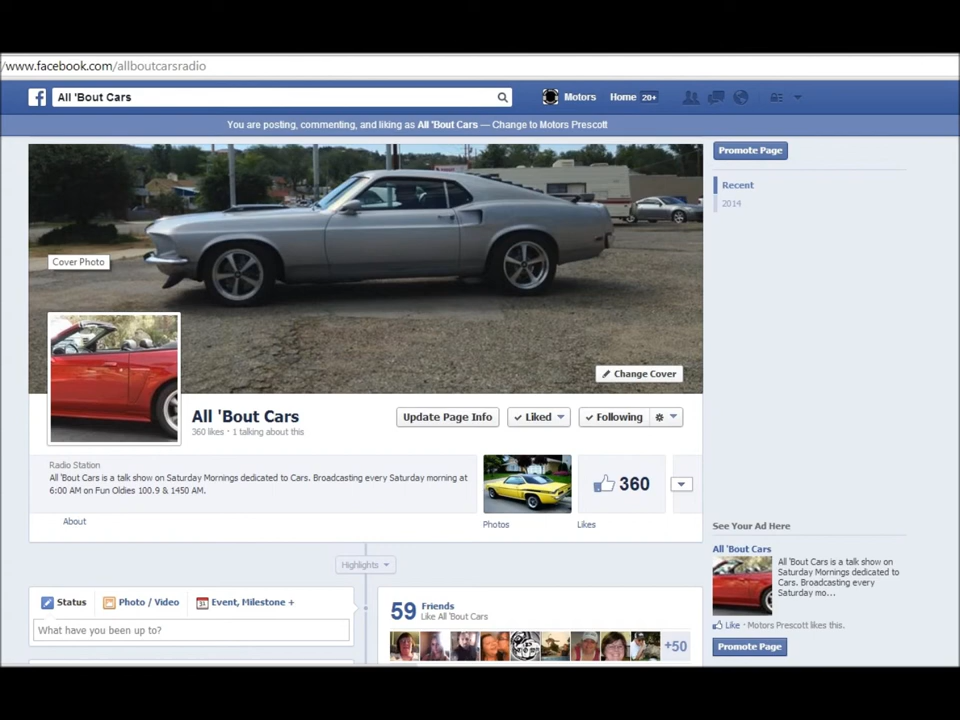 /www.facebook.com/allboutcarsradio
All 'Bout Cars
Motors Home 20+
You are posting, commenting, and liking as All 'Bout Cars — Change to Motors Prescott
Promote Page
Recent
2014
Cover Photo
Change Cover
All 'Bout Cars
360 likes · 1 talking about this
Update Page Info
Liked
Following
Radio Station
All 'Bout Cars is a talk show on Saturday Mornings dedicated to Cars. Broadcasting every Saturday morning at
6:00 AM on Fun Oldies 100.9 & 1450 AM.
About
360
Photos
Likes
See Your Ad Here
All 'Bout Cars
All 'Bout Cars is a talk show on
Saturday Mornings dedicated to
Cars. Broadcasting every
Saturday mo...
Like · Motors Prescott likes this.
Promote Page
Highlights
Status Photo / Video 31 Event, Milestone +
What have you been up to?
59 Friends
Like All 'Bout Cars
+50